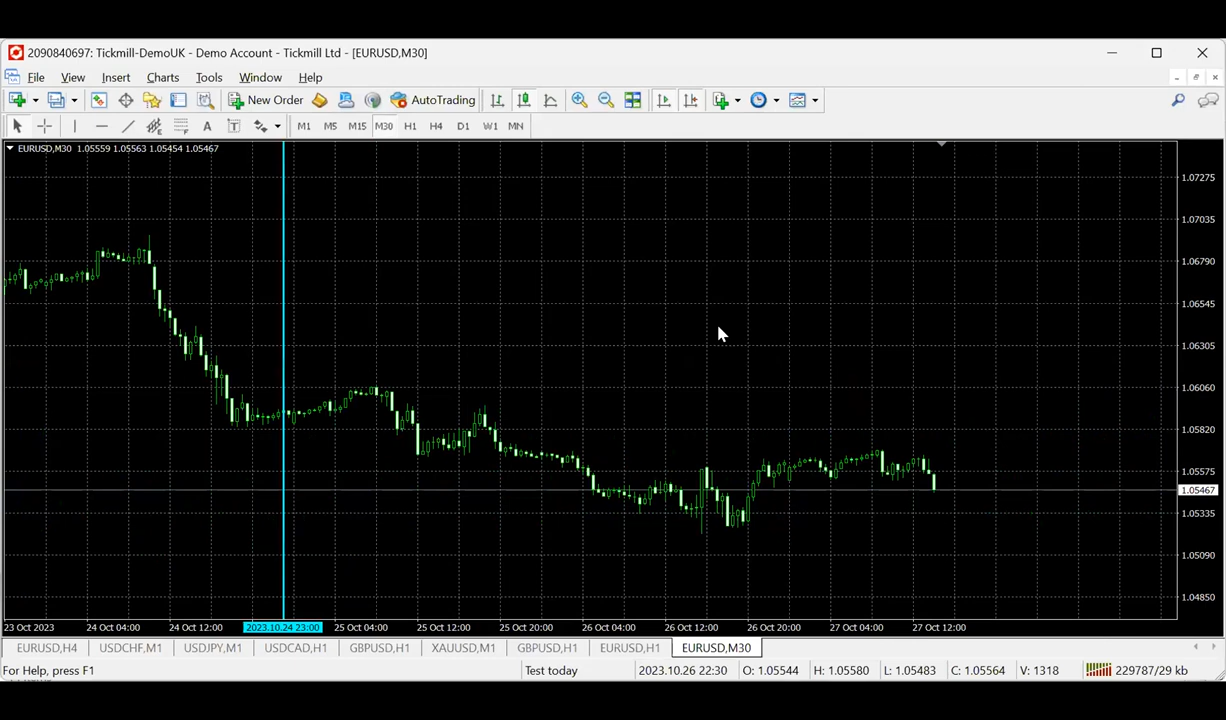 2090840697: Tickmill-DemoUK - Demo Account - Tickmill Ltd - [EURUSD,M30]
File View Insert Charts Tools Window Help
New Order AutoTrading
A T M1 M5 M15 M30 H1 H4 D1 W1 MN
EURUSD,M30 1.05559 1.05563 1.05454 1.05467
1.07275
1.07035
1.06790
1.06545
1.06305
1.06060
1.05820
1.05575
1.05467
1.05335
1.05090
1.04850
23 Oct 2023 24 Oct 04:00 24 Oct 12:00 2023.10.24 23:00 25 Oct 04:00 25 Oct 12:00 25 Oct 20:00 26 Oct 04:00 26 Oct 12:00 26 Oct 20:00 27 Oct 04:00 27 Oct 12:00
EURUSD,H4 USDCHF,M1 USDJPY,M1 USDCAD,H1 GBPUSD,H1 XAUUSD,M1 GBPUSD,H1 EURUSD,H1 EURUSD,M30
For Help, press F1 Test today 2023.10.26 22:30 O: 1.05544 H: 1.05580 L: 1.05483 C: 1.05564 V: 1318 229787/29 kb